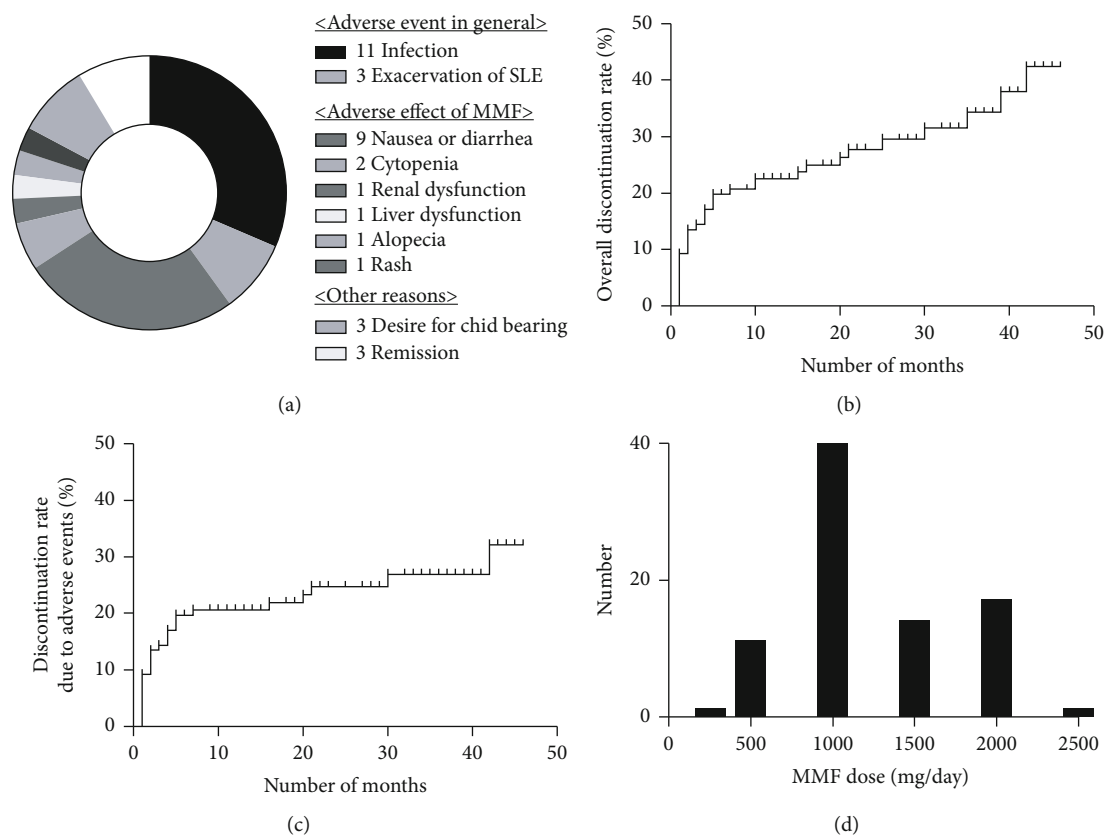 <Adverse event in general>
11 Infection
3 Exacervation of SLE
<Adverse effect of MMF>
9 Nausea or diarrhea
2 Cytopenia
1 Renal dysfunction
1 Liver dysfunction
1 Alopecia
1 Rash
<Other reasons>
3 Desire for chid bearing
3 Remission
(a)
Overall discontinuation rate (%)
50
40
30
20
10
0
0 10 20 30 40 50
Number of months
(b)
Discontinuation rate
due to adverse events (%)
50
40
30
20
10
0
0 10 20 30 40 50
Number of months
(c)
Number
40
20
0
0 500 1000 1500 2000 2500
MMF dose (mg/day)
(d)